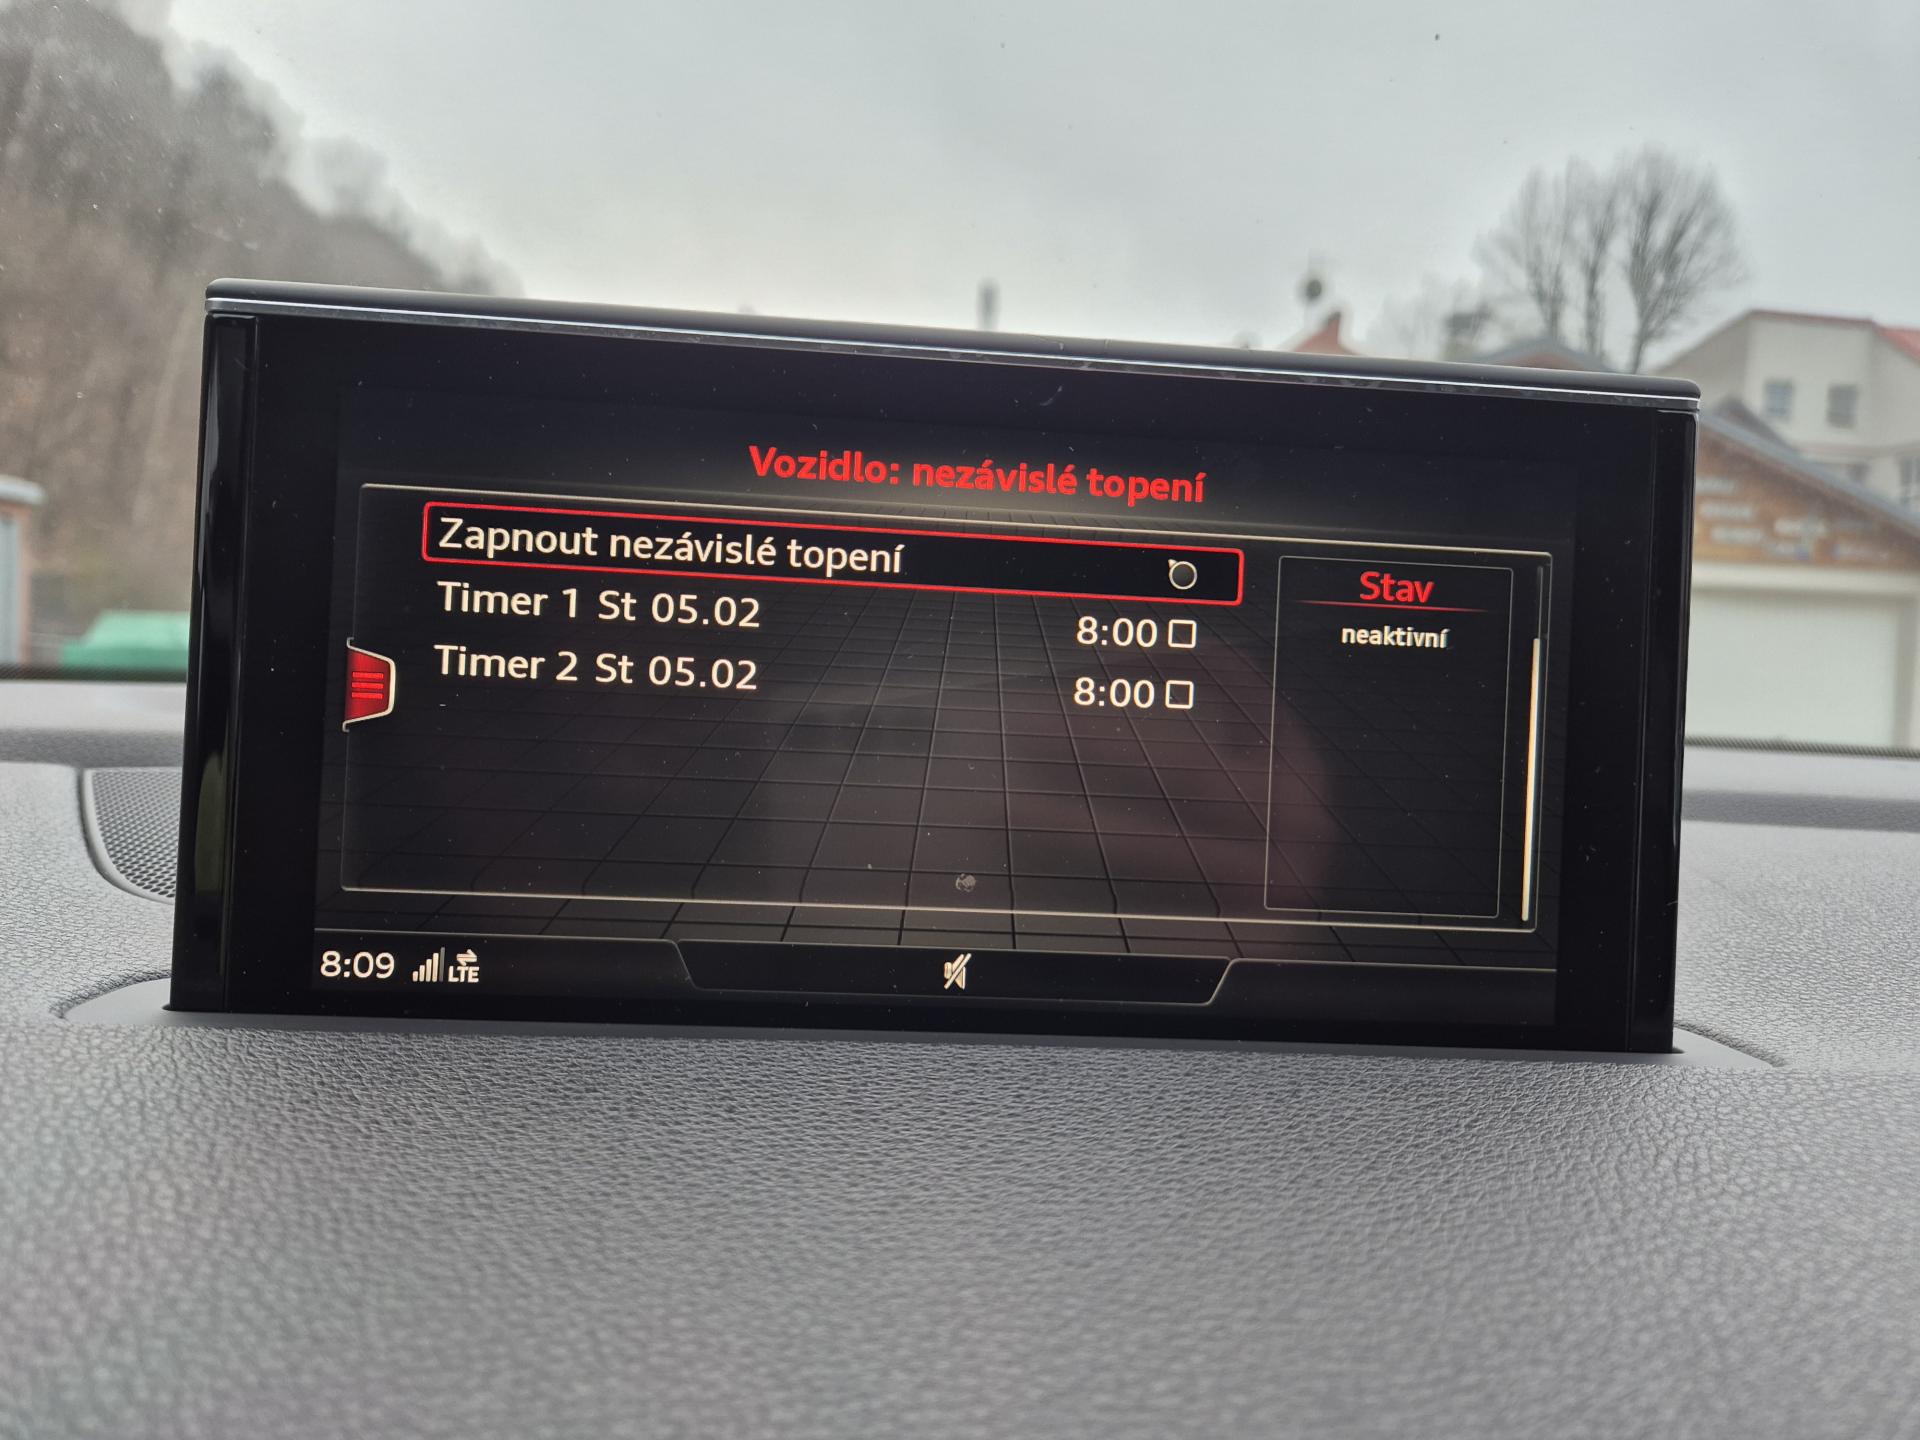 Vozidlo: nezávislé topení
Zapnout nezávislé topení
Timer 1 St 05.02 8:00
Timer 2 St 05.02 8:00
Stav
neaktivní
8:09 LTE